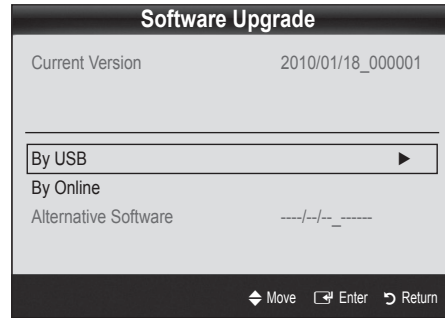 Software Upgrade
Current Version 2010/01/18_000001
By USB ►
By Online
Alternative Software ----/--/--_------
Move Enter Return